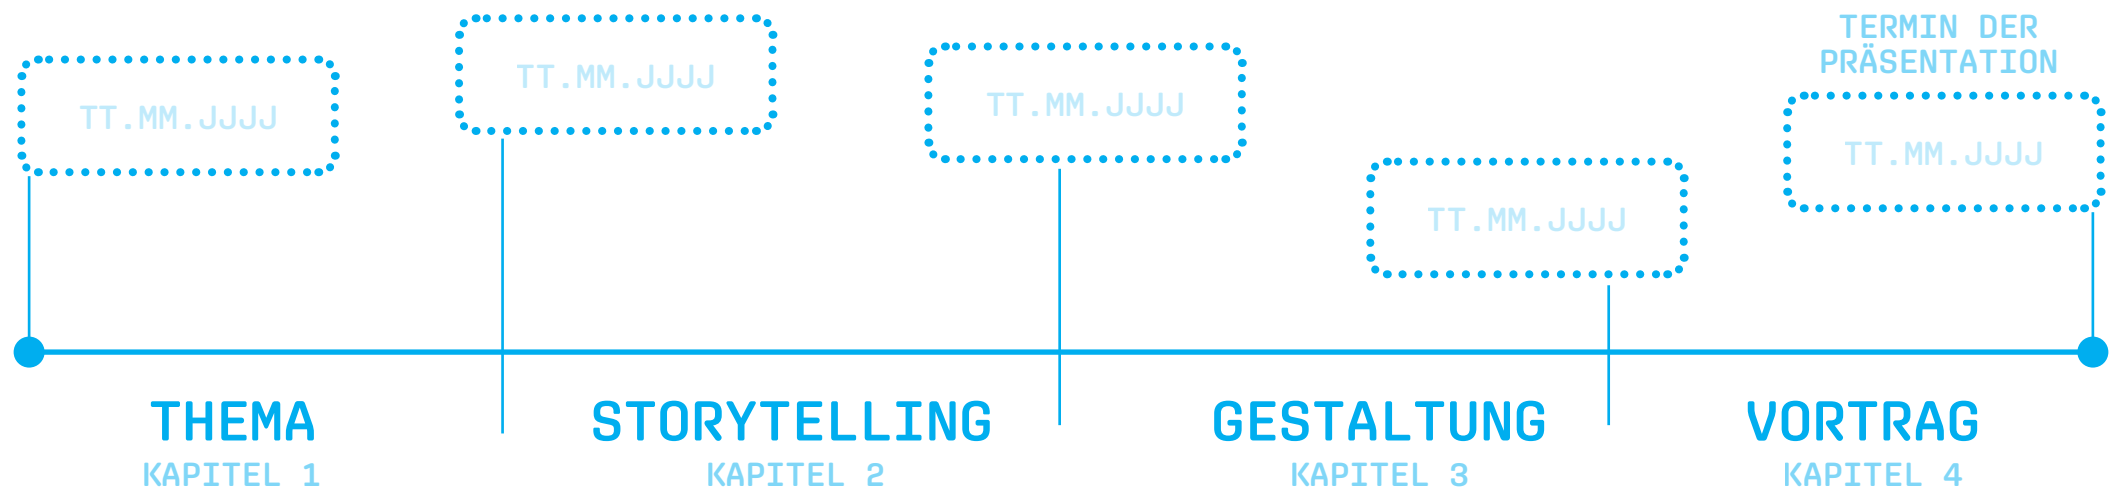 TERMIN DER
PRÄSENTATION
TT.MM.JJJJ
TT.MM.JJJJ
TT.MM.JJJJ
TT.MM.JJJJ
TT.MM.JJJJ
THEMA
KAPITEL 1
STORYTELLING
KAPITEL 2
GESTALTUNG
KAPITEL 3
VORTRAG
KAPITEL 4